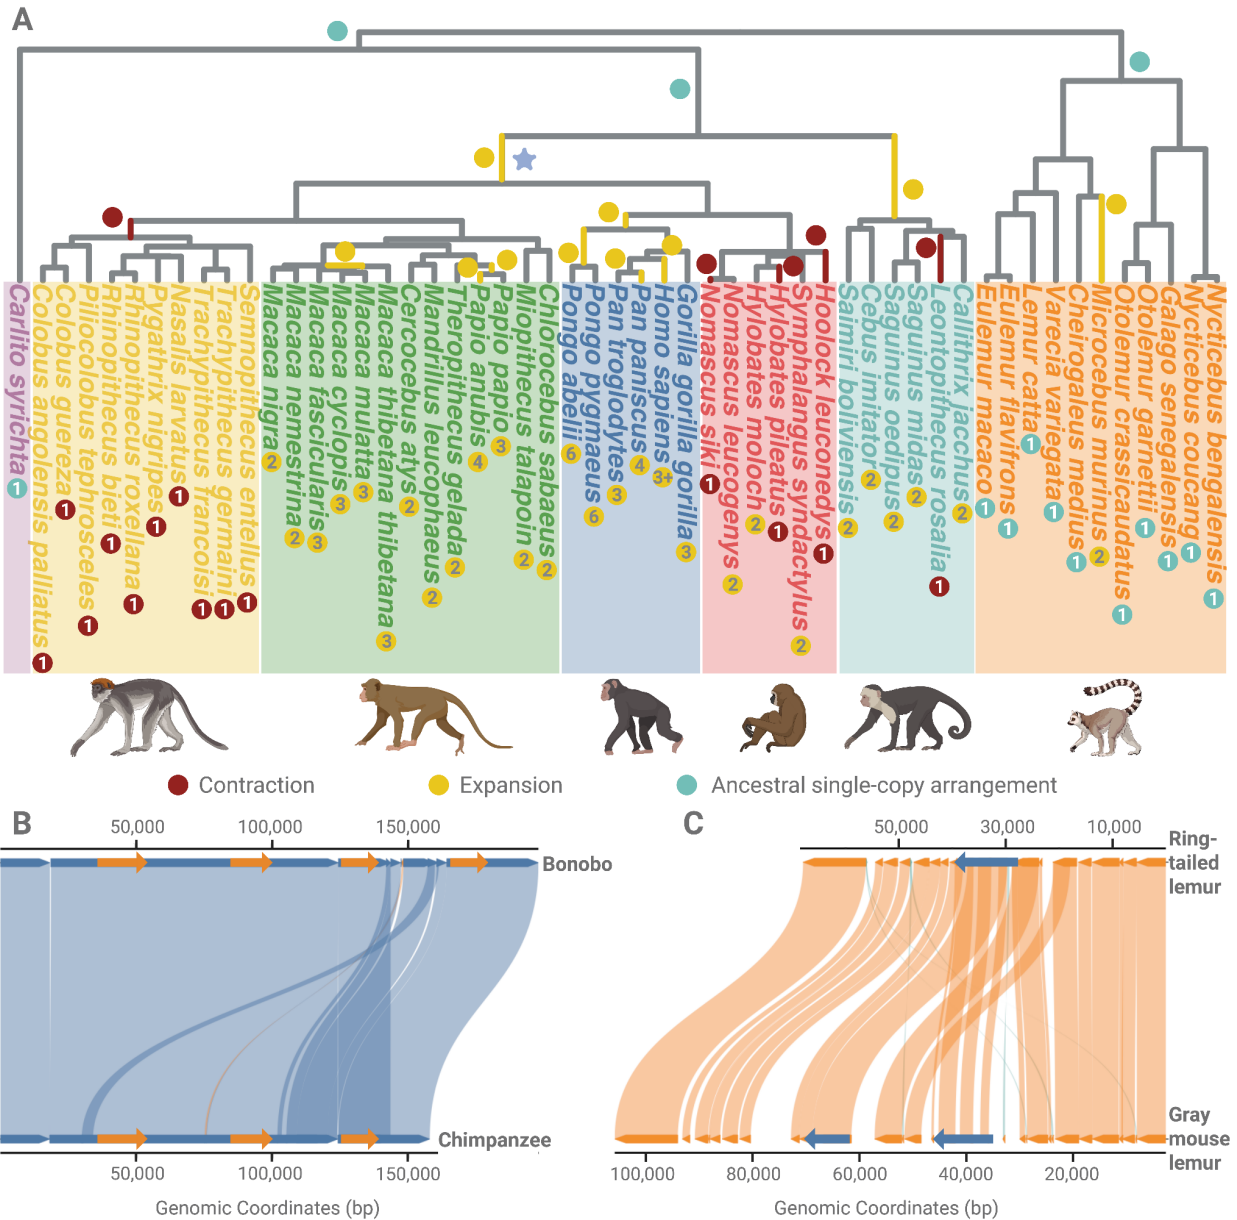 A
Carlito syrichta 1
Colobus angolensis palliatus 1
Colobus guereza 1
Piliocolobus tephrosceles 1
Rhinopithecus bieti 1
Rhinopithecus roxellana 1
Pygathrix nigripes 1
Nasalis larvatus 1
Trachypithecus francoisi 1
Trachypithecus germaini 1
Semnopithecus entellus 1
Macaca nigra 2
Macaca nemestrina 2
Macaca fascicularis 3
Macaca cyclopis 3
Macaca mulatta 3
Macaca thibetana thibetana 3
Cercocebus atys 2
Mandrillus leucophaeus 2
Theropithecus gelada 2
Papio anubis 4
Papio papio 3
Miopithecus talapoin 2
Chlorocebus sabaeus 2
Pongo abelii 6
Pongo pygmaeus 6
Pan troglodytes 3
Pan paniscus 4
Homo sapiens 3+
Gorilla gorilla gorilla 3
Nomascus siki 1
Nomascus leucogenys 2
Hylobates moloch 2
Hylobates pileatus 1
Symphalangus syndactylus 2
Hoolock leuconedys 1
Saimiri boliviensis 2
Cebus imitator 2
Saguinus oedipus 2
Saguinus midas 2
Leontopithecus rosalia 1
Callithrix jacchus 2
Eulemur macaco 1
Eulemur flavifrons 1
Lemur catta 1
Varecia variegata 1
Cheirogaleus medius 1
Microcebus murinus 2
Otolemur crassicaudatus 1
Otolemur garnettii 1
Galago senegalensis 1
Nycticebus coucang 1
Nycticebus bengalensis 1
Contraction
Expansion
Ancestral single-copy arrangement
B
50,000 100,000 150,000
Bonobo
Chimpanzee
50,000 100,000 150,000
Genomic Coordinates (bp)
C
50,000 30,000 10,000
Ring-
tailed
lemur
Gray
mouse
lemur
100,000 80,000 60,000 40,000 20,000
Genomic Coordinates (bp)